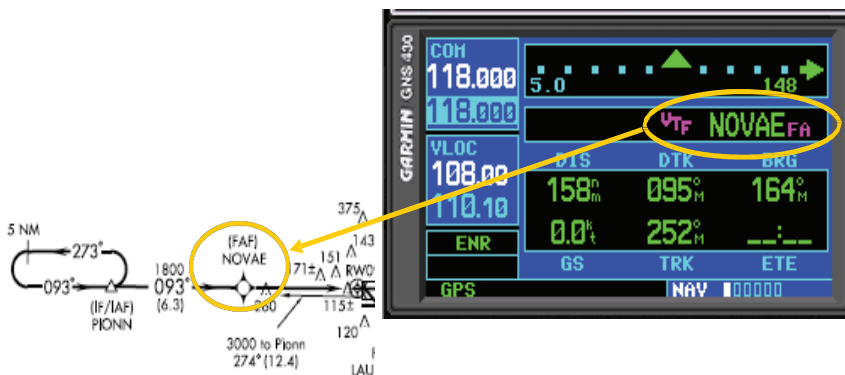 5 NM
273°
093°
(IF/IAF)
PIONN
1800
093°
(6.3)
(FAF)
NOVAE
260
171±
151
375
143
RW0
115±
120
3000 to Pionn
274° (12.4)
LAU
GARMIN GNS 430
COM
118.000
118.000
VLOC
108.00
110.10
ENR
GPS
5.0
148
VTF NOVAE FA
DIS DTK BRG
158nm 095°M 164°M
0.0kt 252°M __:__
GS TRK ETE
NAV